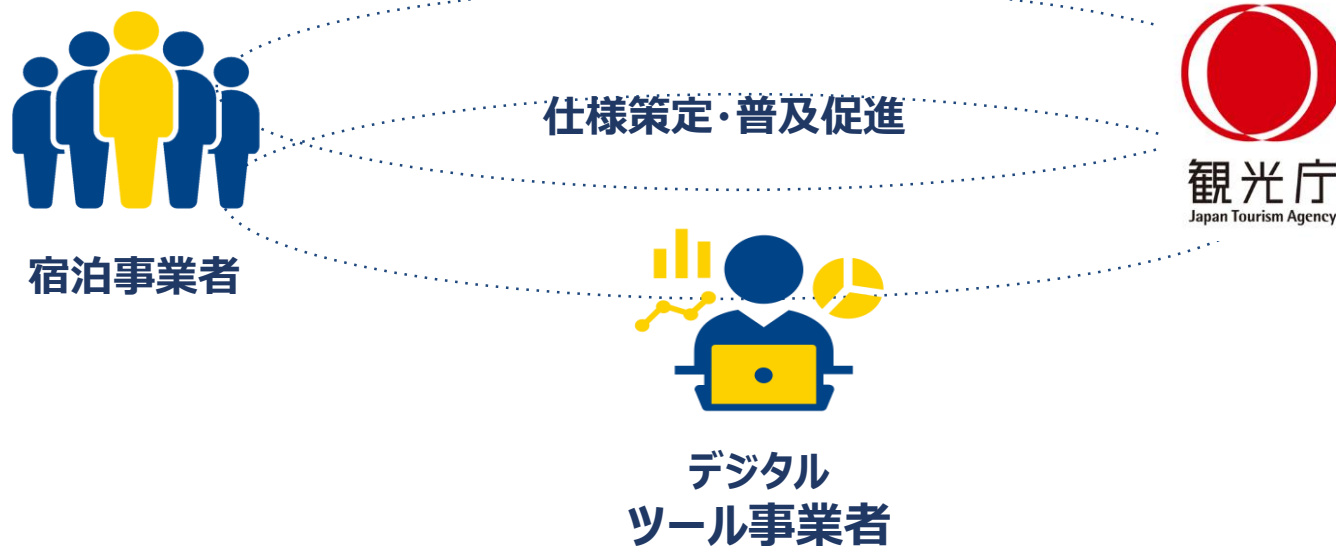 仕様策定・普及促進
観光庁
Japan Tourism Agency
宿泊事業者
デジタル
ツール事業者